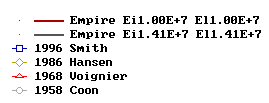 Empire Ei1.00E+7 El1.00E+7
Empire Ei1.41E+7 El1.41E+7
1996 Smith
1986 Hansen
1968 Voignier
1958 Coon